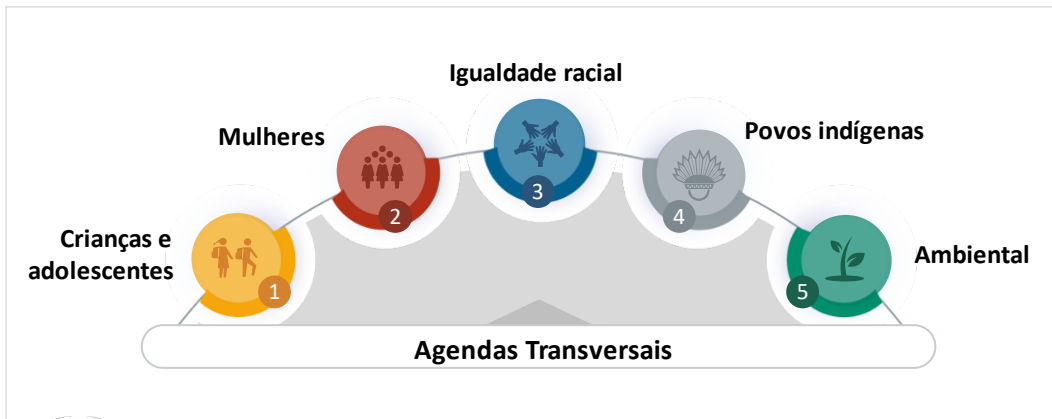 Igualdade racial
Mulheres
Povos indígenas
3
2
4
Crianças e
adolescentes
Ambiental
1
5
Agendas Transversais